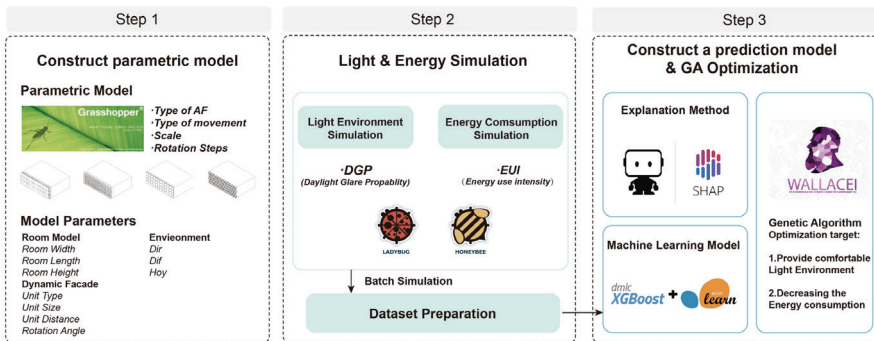 Step 1
Construct parametric model
Parametric Model
Grasshopper
·Type of AF
·Type of movement
·Scale
·Rotation Steps
Model Parameters
Room Model
Room Width
Room Length
Room Height
Dynamic Facade
Unit Type
Unit Size
Unit Distance
Rotation Angle
Envieonment
Dir
Dif
Hoy
Step 2
Light & Energy Simulation
Light Environment
Simulation
·DGP
(Daylight Glare Propablity)
Energy Comsumption
Simulation
·EUI
(Energy use intensity)
LADYBUG
HONEYBEE
Batch Simulation
Dataset Preparation
Step 3
Construct a prediction model
& GA Optimization
Explanation Method
SHAP
Machine Learning Model
dmlc
XGBoost
+
learn
WALLACEI
Genetic Algorithm
Optimization target:
1.Provide comfortable
Light Environment
2.Decreasing the
Energy consumption